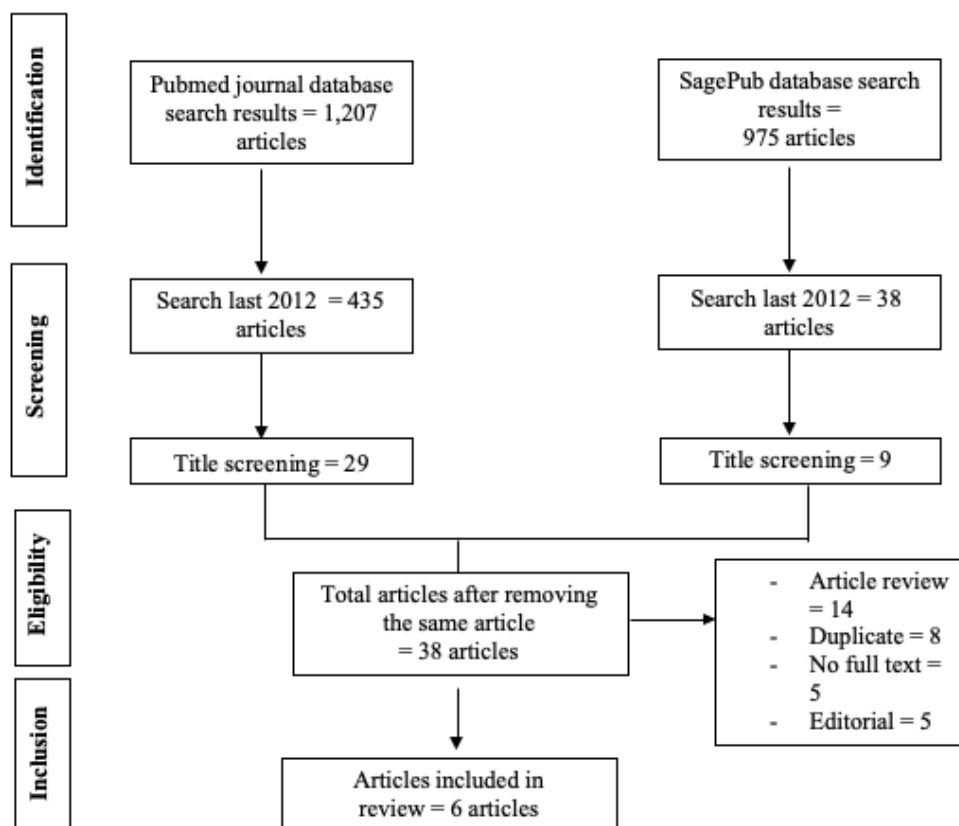 Identification
Pubmed journal database
search results = 1,207
articles
SagePub database search
results =
975 articles
Screening
Search last 2012 = 435
articles
Search last 2012 = 38
articles
Title screening = 29
Title screening = 9
Eligibility
Total articles after removing
the same article
= 38 articles
- Article review
= 14
- Duplicate = 8
- No full text =
5
- Editorial = 5
Inclusion
Articles included in
review = 6 articles